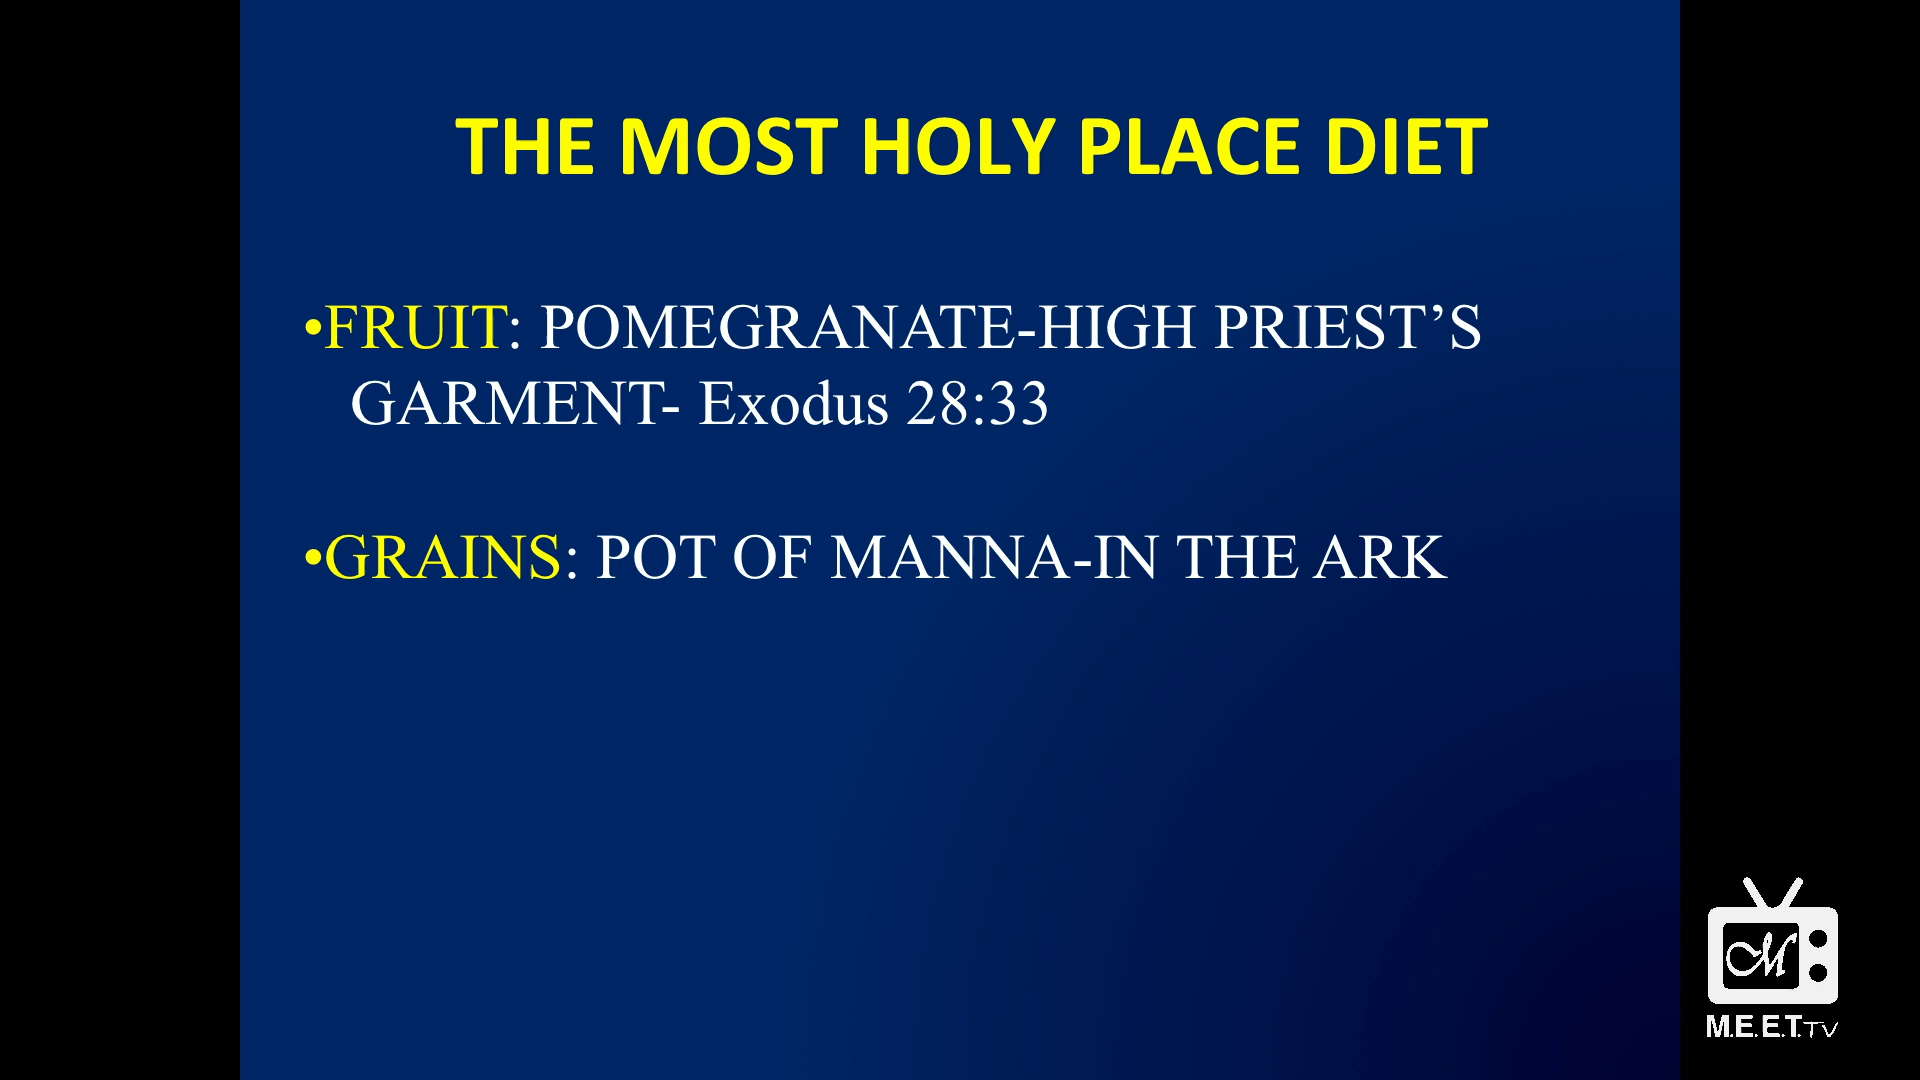 THE MOST HOLY PLACE DIET
•FRUIT: POMEGRANATE-HIGH PRIEST’S
GARMENT- Exodus 28:33
•GRAINS: POT OF MANNA-IN THE ARK
M
M.E.E.T.TV